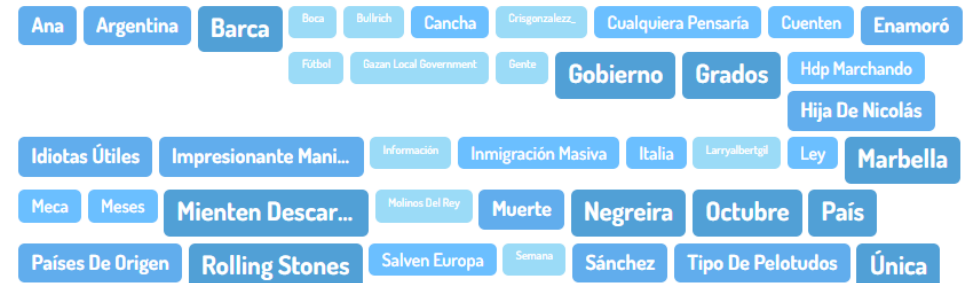 Ana Argentina Barca Boca Bullrich Cancha Crisgonzalezz_ Cualquiera Pensaría Cuenten Enamoró
Fútbol Gazan Local Government Gente Gobierno Grados Hdp Marchando
Hija De Nicolás
Idiotas Útiles Impresionante Mani... Información Inmigración Masiva Italia Larryalbertgil Ley Marbella
Meca Meses Mienten Descar... Molinos Del Rey Muerte Negreira Octubre País
Países De Origen Rolling Stones Salven Europa Semana Sánchez Tipo De Pelotudos Única